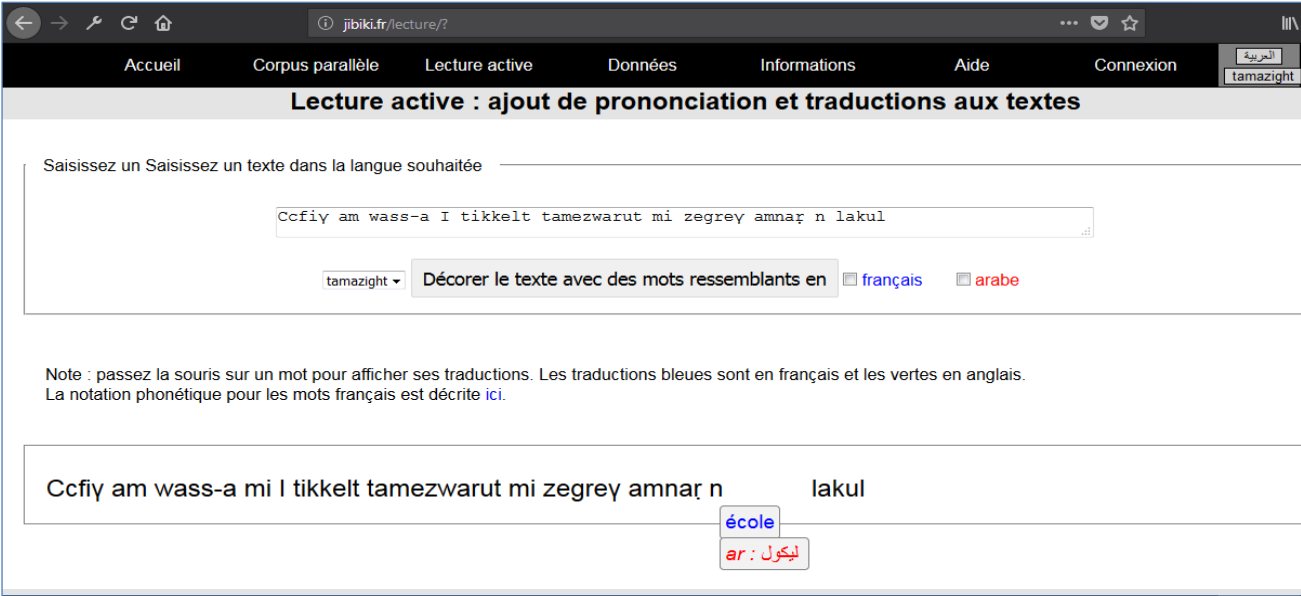 jibiki.fr/lecture/?
Accueil Corpus parallèle Lecture active Données Informations Aide Connexion العربية
tamazight
Lecture active : ajout de prononciation et traductions aux textes
Saisissez un Saisissez un texte dans la langue souhaitée
Ccfiɣ am wass-a I tikkelt tamezwarut mi zegreɣ amnaṛ n lakul
tamazight Décorer le texte avec des mots ressemblants en français arabe
Note : passez la souris sur un mot pour afficher ses traductions. Les traductions bleues sont en français et les vertes en anglais.
La notation phonétique pour les mots français est décrite ici.
Ccfiɣ am wass-a mi I tikkelt tamezwarut mi zegreɣ amnaṛ n lakul
école
ar : ليكول